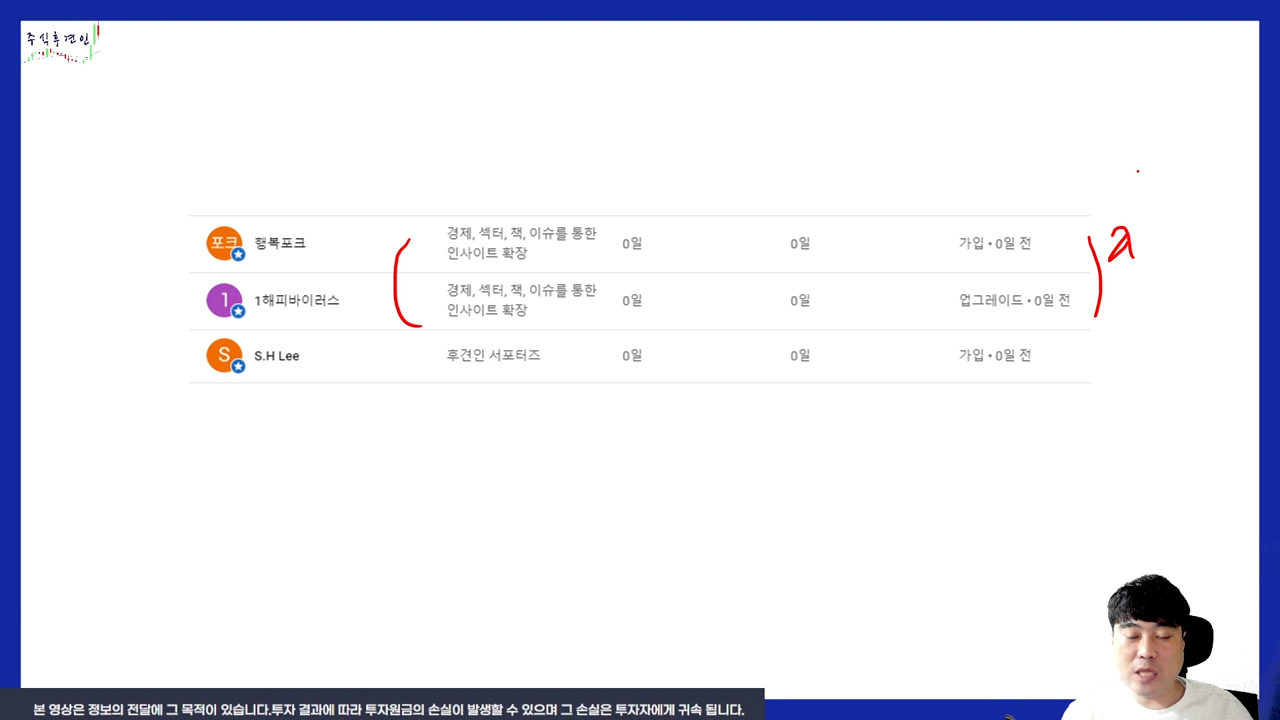 주식후견인
포크 행복포크 경제, 섹터, 책, 이슈를 통한 0일 0일 가입 • 0일 전
인사이트 확장
a
1 1해피바이러스 경제, 섹터, 책, 이슈를 통한 0일 0일 업그레이드 • 0일 전
인사이트 확장
S S.H Lee 후견인 서포터즈 0일 0일 가입 • 0일 전
본 영상은 정보의 전달에 그 목적이 있습니다.투자 결과에 따라 투자원금의 손실이 발생할 수 있으며 그 손실은 투자자에게 귀속 됩니다.